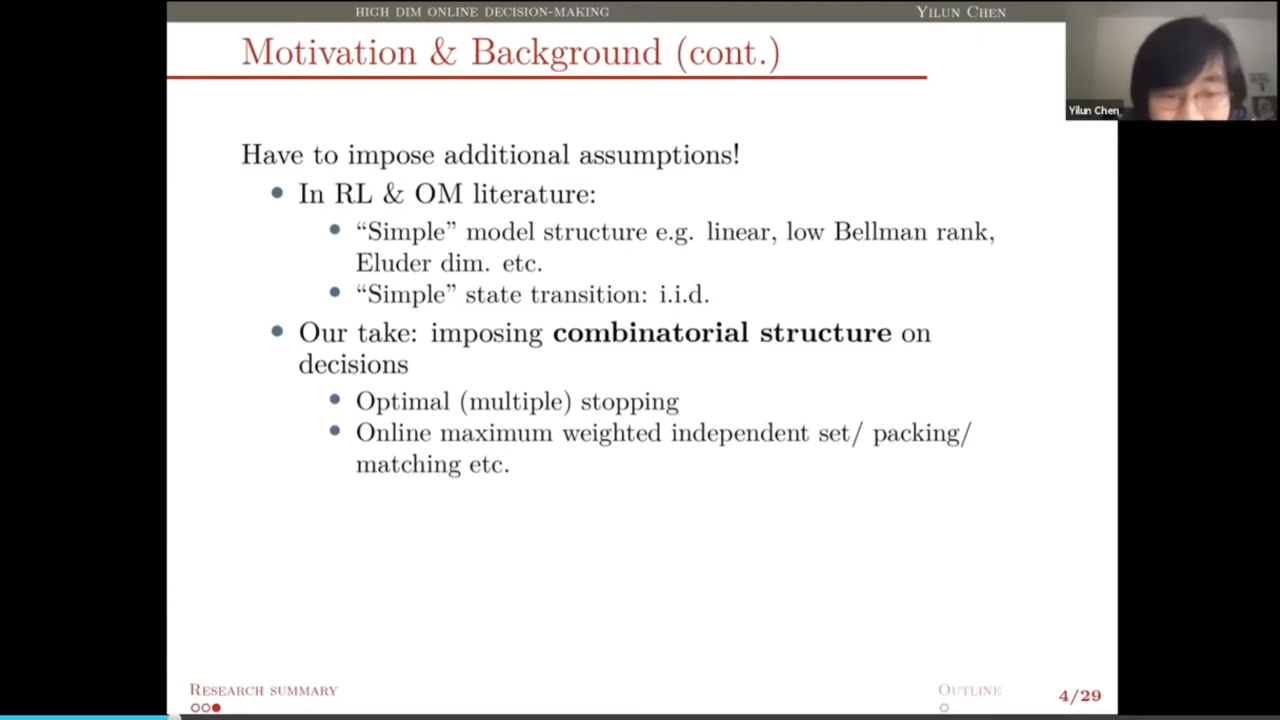 HIGH DIM ONLINE DECISION-MAKING
YILUN CHEN
Motivation & Background (cont.)
Yilun Chen
Have to impose additional assumptions!
• In RL & OM literature:
• “Simple” model structure e.g. linear, low Bellman rank,
Eluder dim. etc.
• “Simple” state transition: i.i.d.
• Our take: imposing combinatorial structure on
decisions
• Optimal (multiple) stopping
• Online maximum weighted independent set/ packing/
matching etc.
RESEARCH SUMMARY
OUTLINE
4/29